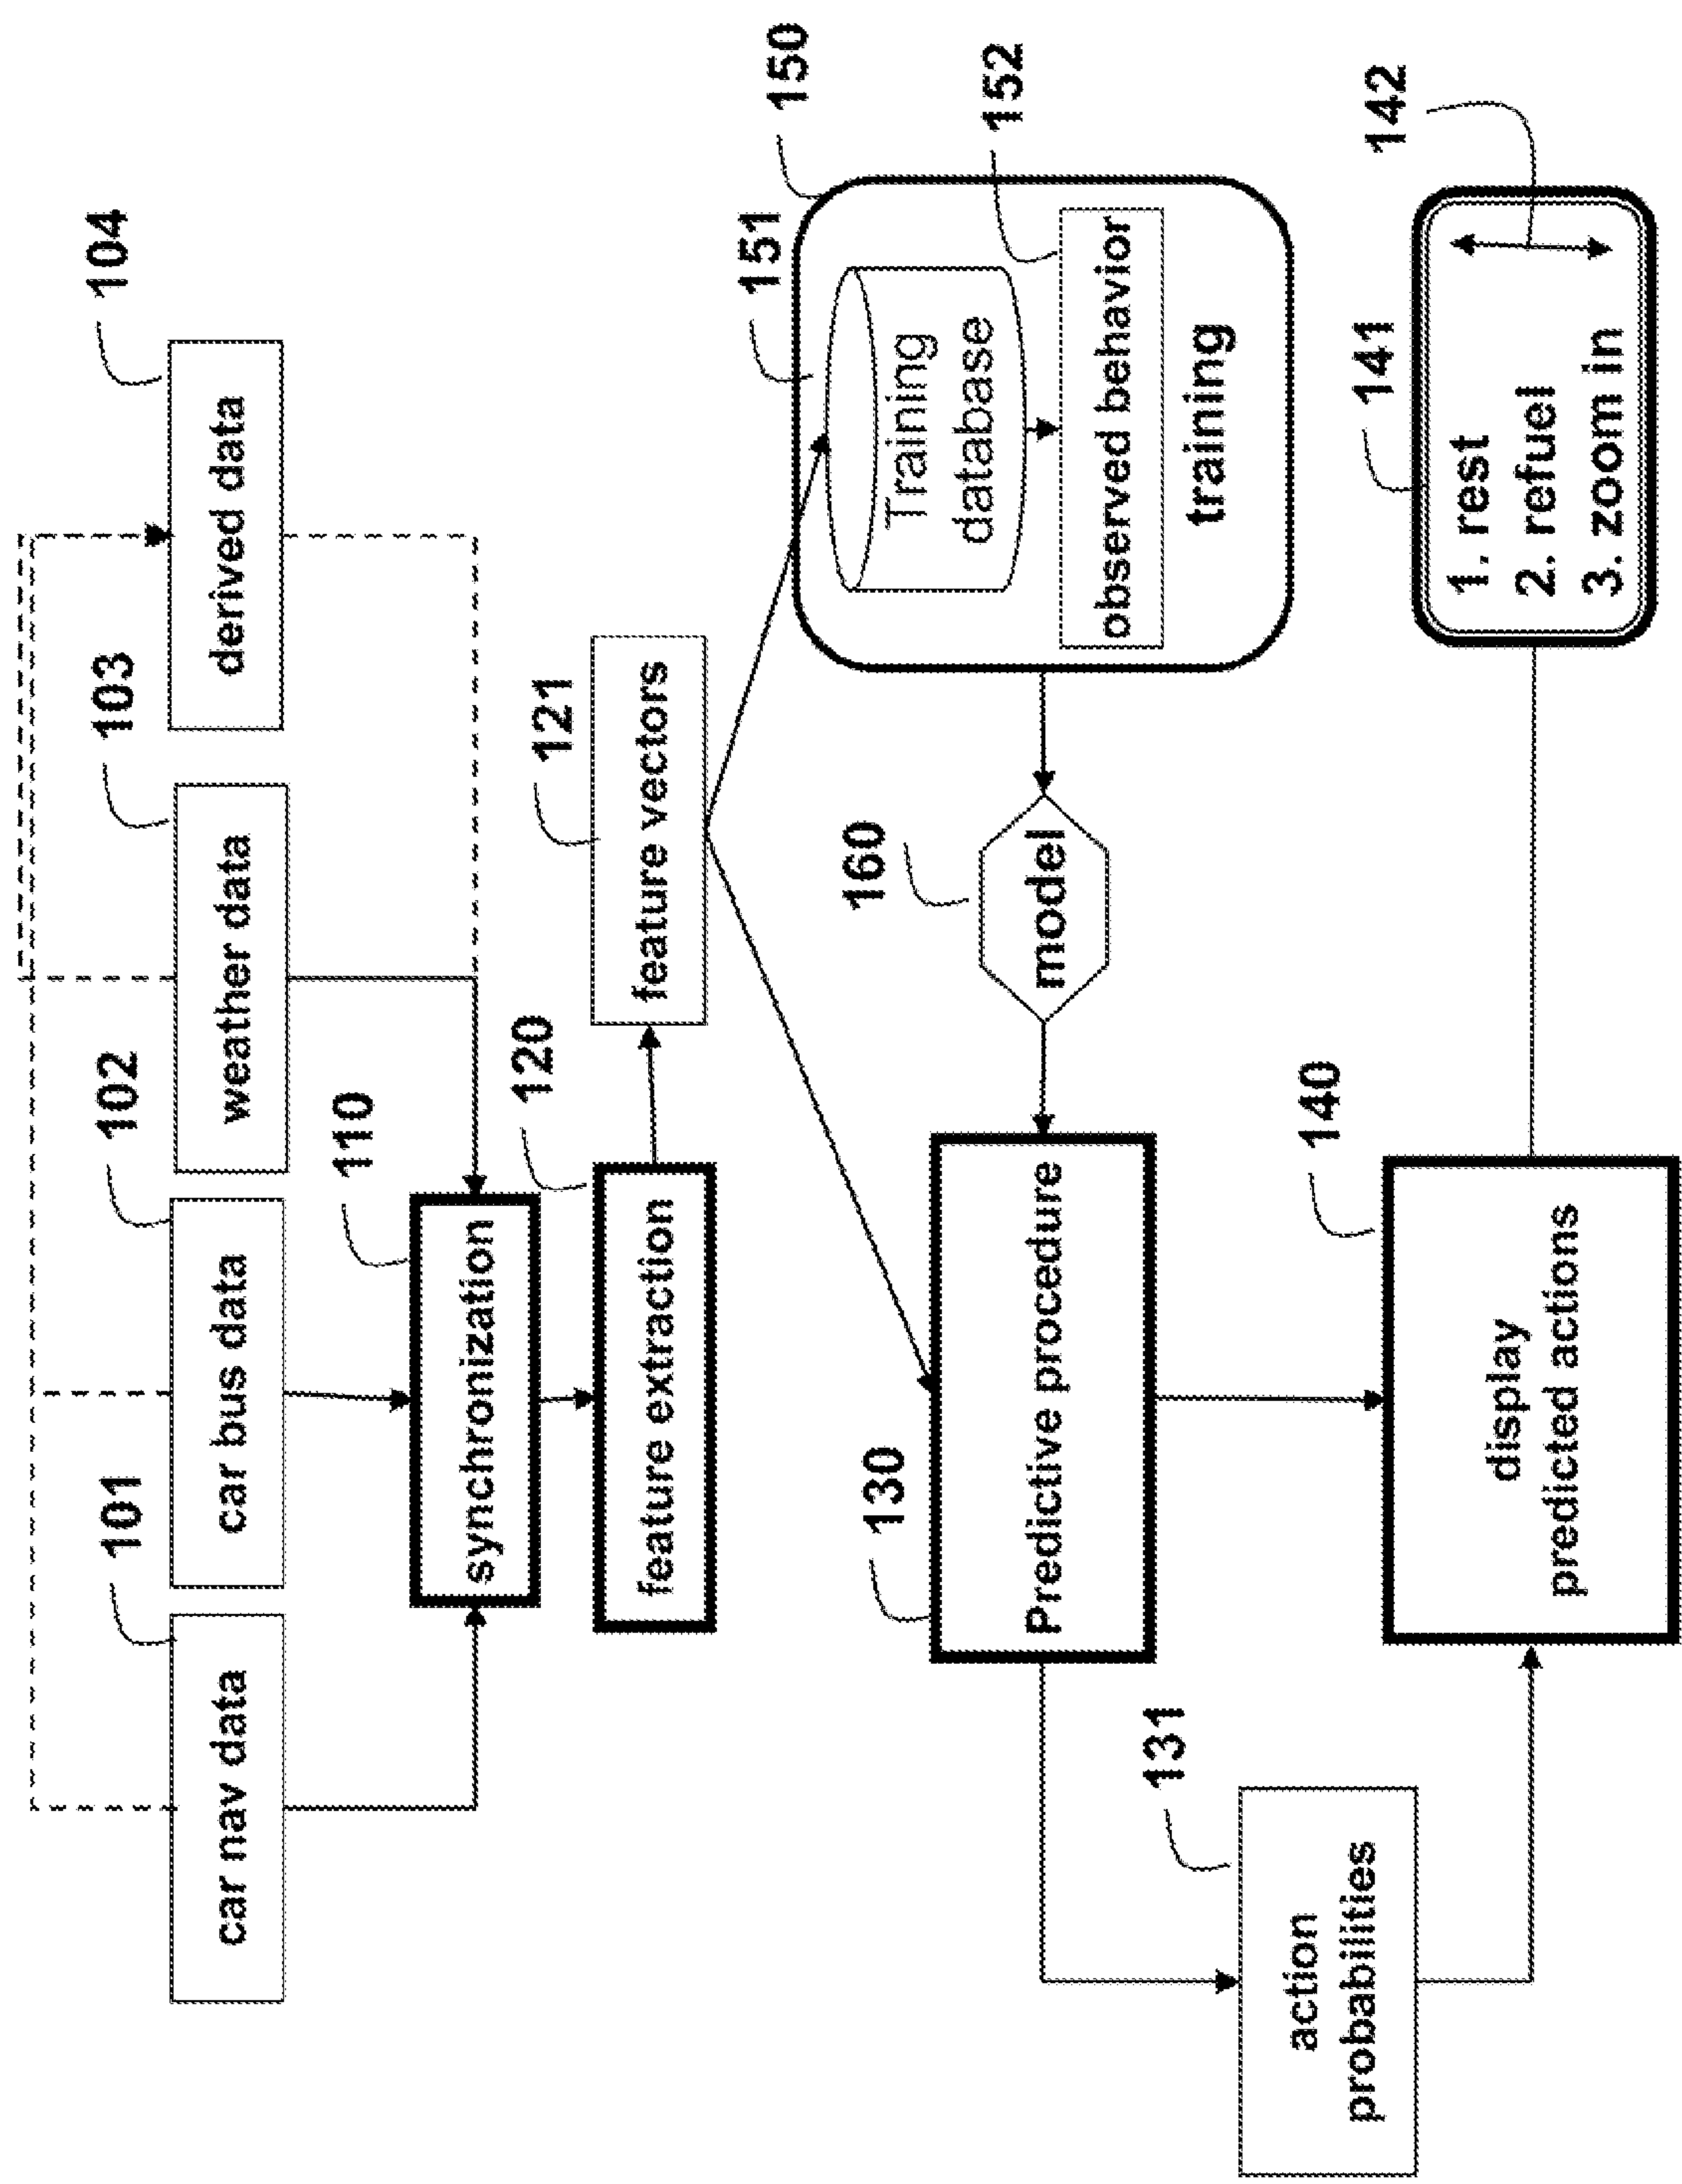 101
102
103
104
car nav data
car bus data
weather data
derived data
110
synchronization
120
feature extraction
121
feature vectors
130
Predictive procedure
160
model
150
151
Training
database
152
observed behavior
training
131
action
probabilities
140
display
predicted actions
141
142
1. rest
2. refuel
3. zoom in